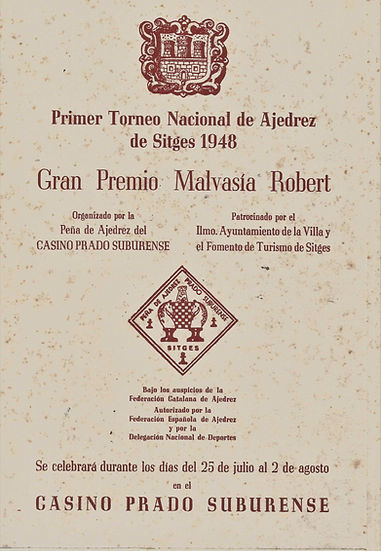 Primer Torneo Nacional de Ajedrez
de Sitges 1948
Gran Premio Malvasía Robert
Organizado por la
Peña de Ajedrez del
CASINO PRADO SUBURENSE
Patrocinado por el
Ilmo. Ayuntamiento de la Villa y
el Fomento de Turismo de Sitges
PEÑA DE AJEDREZ PRADO SUBURENSE
SITGES
Bajo los auspicios de la
Federación Catalana de Ajedrez
Autorizado por la
Federación Española de Ajedrez
y por la
Delegación Nacional de Deportes
Se celebrará durante los días del 25 de julio al 2 de agosto
en el
CASINO PRADO SUBURENSE